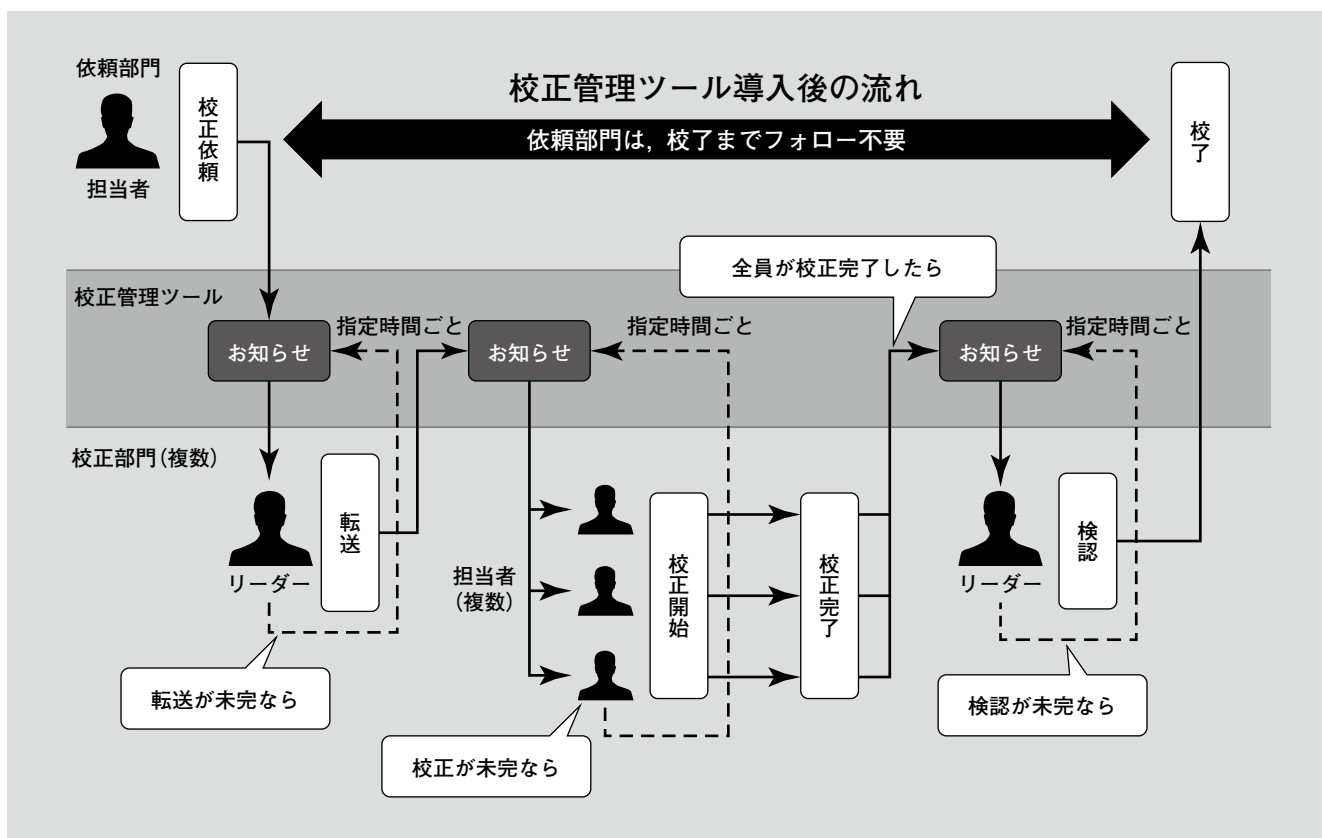 依頼部門
担当者
校正依頼
校正管理ツール導入後の流れ
依頼部門は，校了までフォロー不要
校了
全員が校正完了したら
校正管理ツール
お知らせ
指定時間ごと
お知らせ
指定時間ごと
お知らせ
指定時間ごと
校正部門（複数）
リーダー
転送
担当者
（複数）
校正開始
校正完了
リーダー
検認
転送が未完なら
校正が未完なら
検認が未完なら